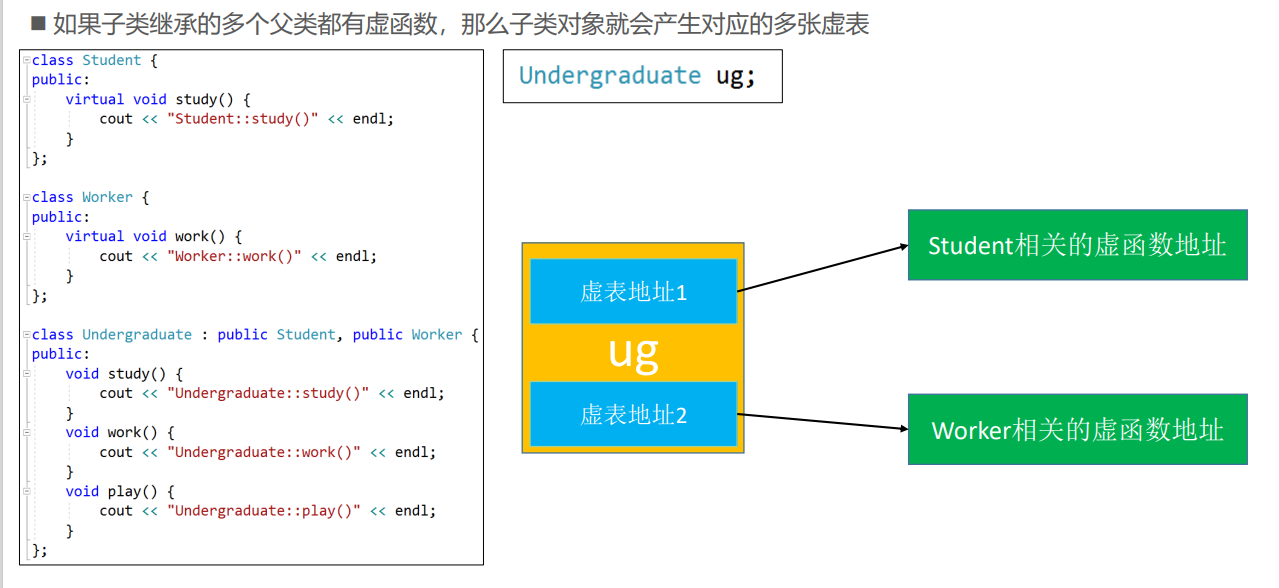 ■ 如果子类继承的多个父类都有虚函数，那么子类对象就会产生对应的多张虚表
class Student {
public:
    virtual void study() {
        cout << "Student::study()" << endl;
    }
};

class Worker {
public:
    virtual void work() {
        cout << "Worker::work()" << endl;
    }
};

class Undergraduate : public Student, public Worker {
public:
    void study() {
        cout << "Undergraduate::study()" << endl;
    }
    void work() {
        cout << "Undergraduate::work()" << endl;
    }
    void play() {
        cout << "Undergraduate::play()" << endl;
    }
};
Undergraduate ug;
虚表地址1
ug
虚表地址2
Student相关的虚函数地址
Worker相关的虚函数地址